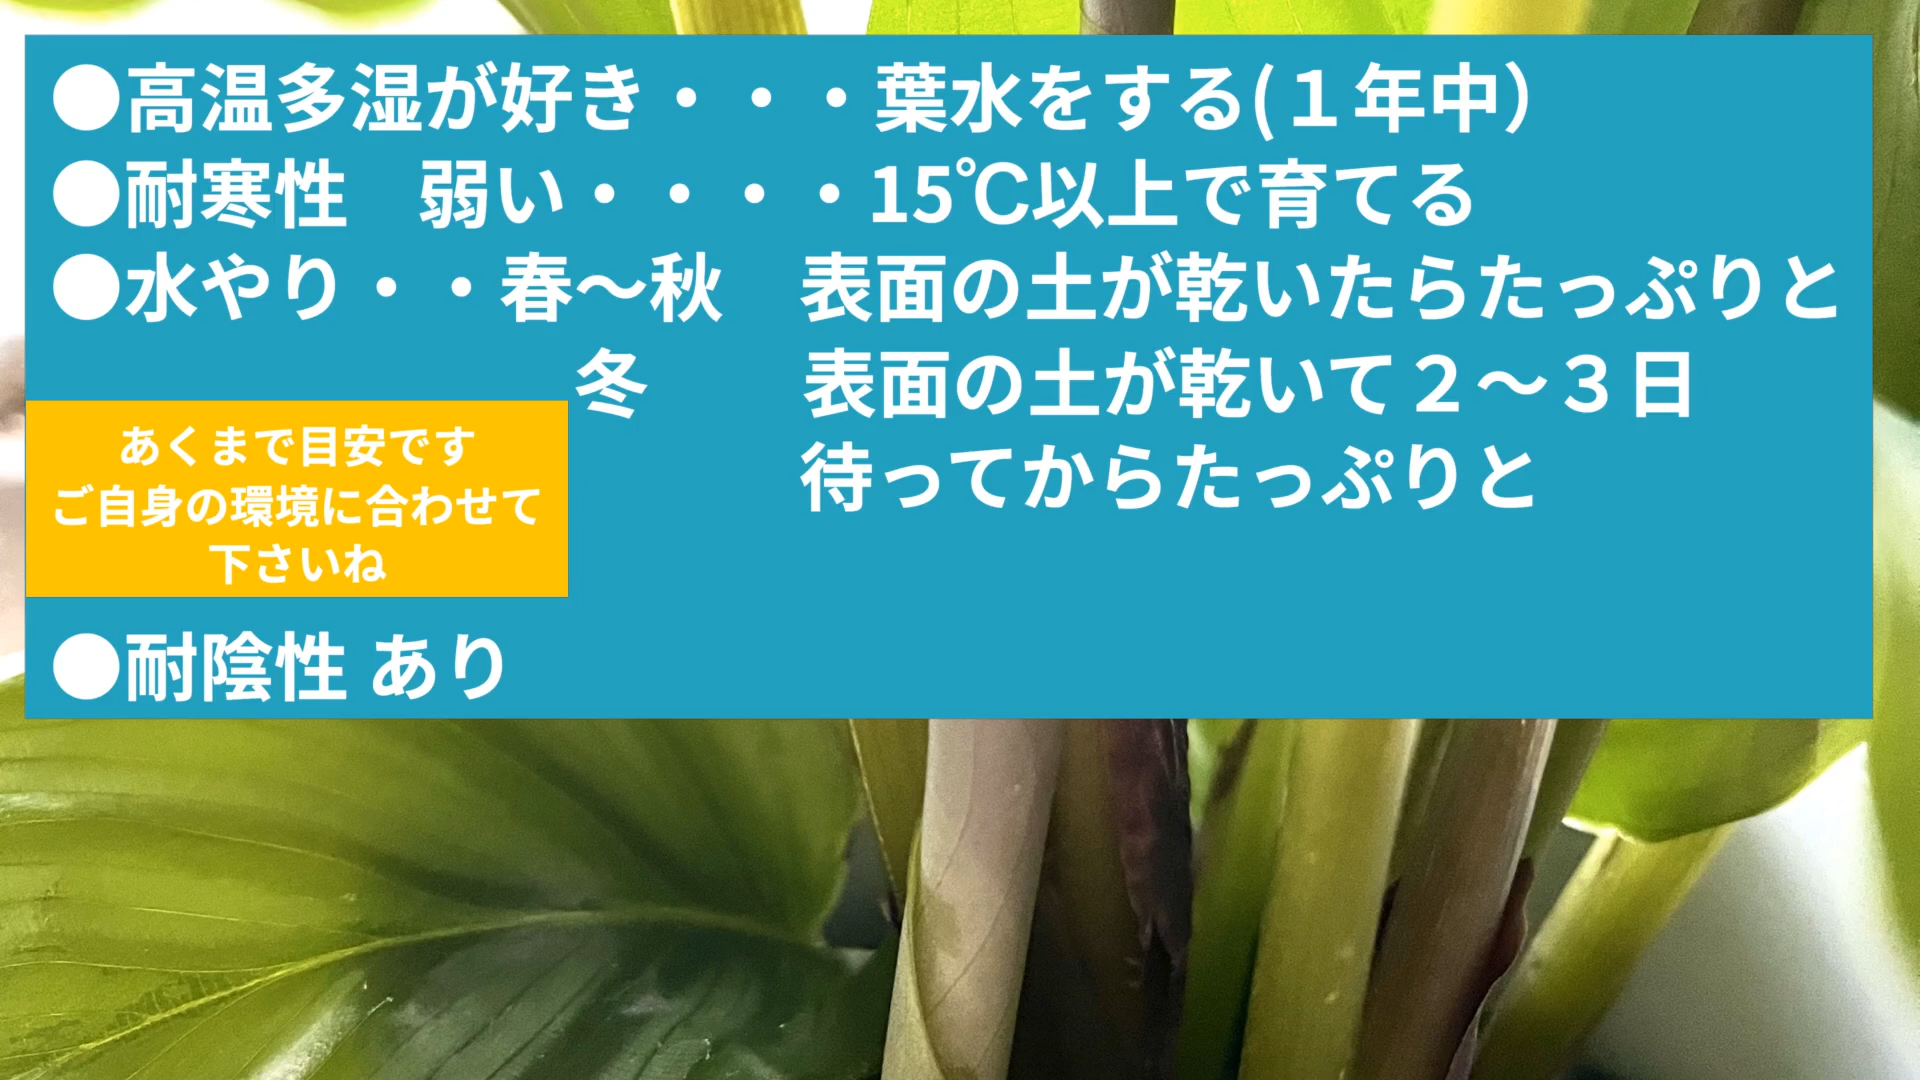 ●高温多湿が好き・・・葉水をする(１年中）
●耐寒性　弱い・・・・15℃以上で育てる
●水やり・・春～秋　表面の土が乾いたらたっぷりと
冬　　表面の土が乾いて２～３日
待ってからたっぷりと
あくまで目安です
ご自身の環境に合わせて
下さいね
●耐陰性 あり